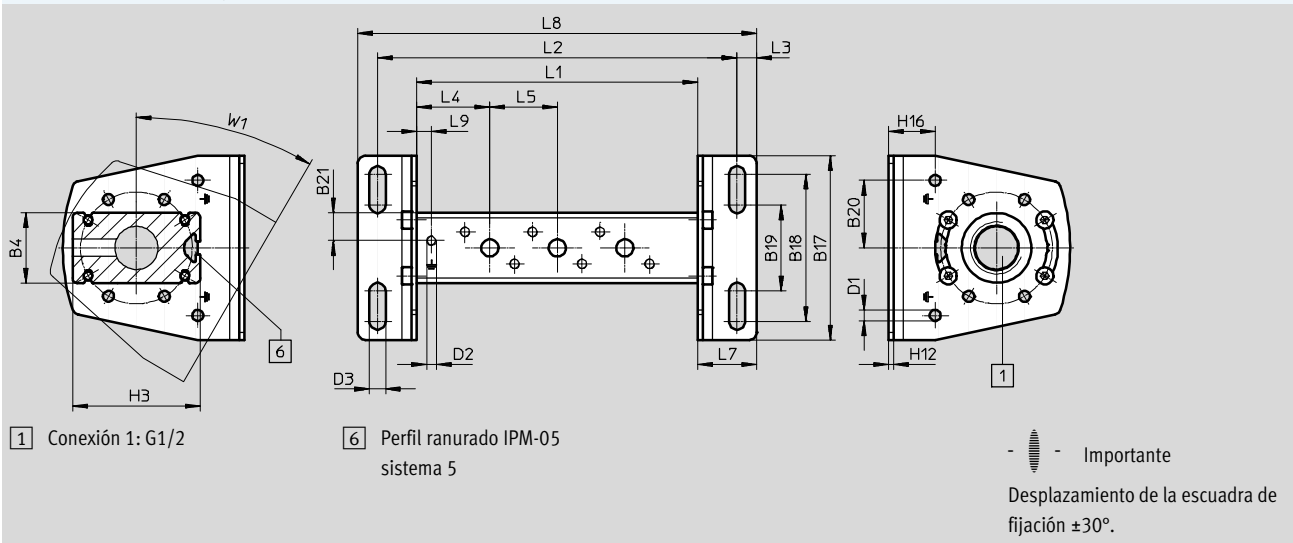 L8
L2
L3
L1
L4
L5
L9
W1
B21
B4
H3
6
D3
D2
L7
B19
B18
B17
H16
B20
D1
H12
1
1 Conexión 1: G1/2
6 Perfil ranurado IPM-05
sistema 5
- - Importante
Desplazamiento de la escuadra de
fijación ±30°.